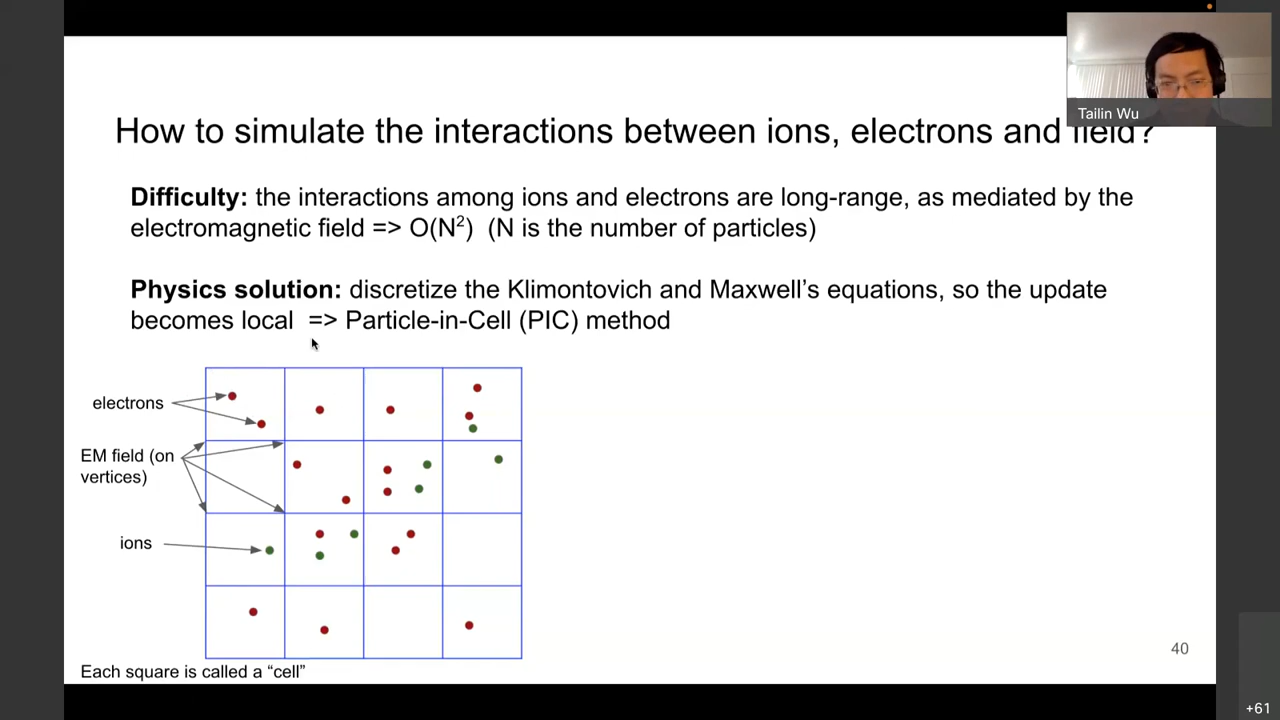 Tailin Wu
How to simulate the interactions between ions, electrons and field?
Difficulty: the interactions among ions and electrons are long-range, as mediated by the
electromagnetic field => O(N²)  (N is the number of particles)
Physics solution: discretize the Klimontovich and Maxwell’s equations, so the update
becomes local  => Particle-in-Cell (PIC) method
electrons
EM field (on
vertices)
ions
Each square is called a “cell”
40
+61